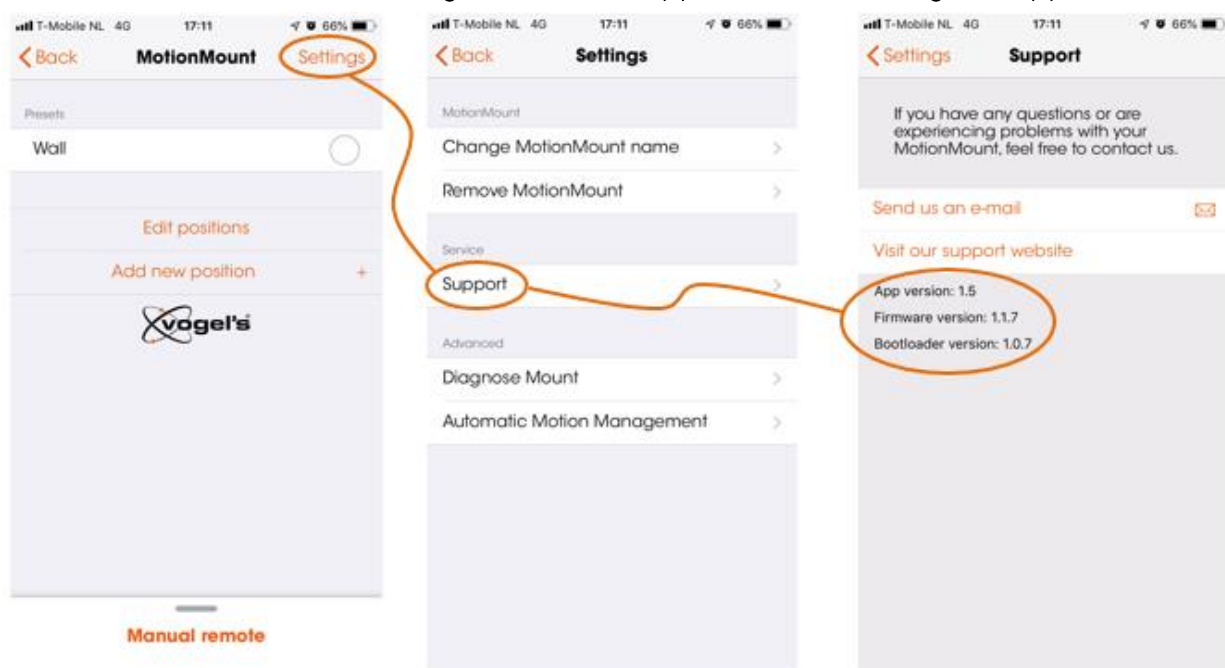 T-Mobile NL 4G 17:11 66%
Back MotionMount Settings
Presets
Wall
Edit positions
Add new position +
vogel's
Manual remote
T-Mobile NL 4G 17:11 66%
Back Settings
MotionMount
Change MotionMount name
Remove MotionMount
Service
Support
Advanced
Diagnose Mount
Automatic Motion Management
T-Mobile NL 4G 17:11 66%
Settings Support
If you have any questions or are
experiencing problems with your
MotionMount, feel free to contact us.
Send us an e-mail
Visit our support website
App version: 1.5
Firmware version: 1.1.7
Bootloader version: 1.0.7